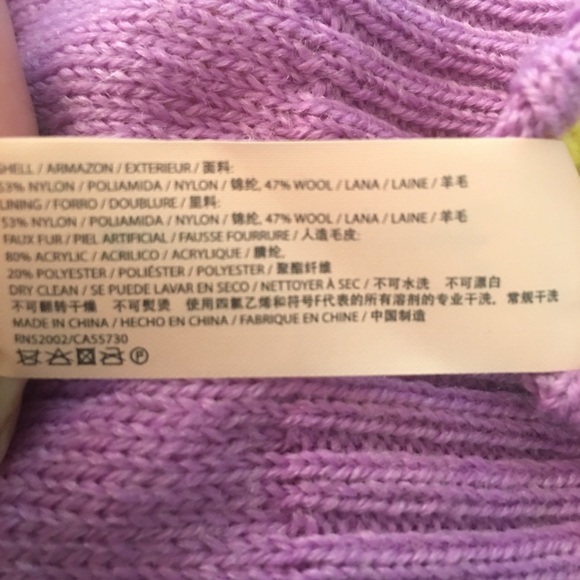 SHELL / ARMAZON / EXTERIEUR / 面料:
53% NYLON / POLIAMIDA / NYLON / 锦纶, 47% WOOL / LANA / LAINE / 羊毛
LINING / FORRO / DOUBLURE / 里料:
53% NYLON / POLIAMIDA / NYLON / 锦纶, 47% WOOL / LANA / LAINE / 羊毛
FAUX FUR / PIEL ARTIFICIAL / FAUSSE FOURRURE / 人造毛皮:
80% ACRYLIC / ACRILICO / ACRYLIQUE / 腈纶,
20% POLYESTER / POLIÉSTER / POLYESTER / 聚酯纤维
DRY CLEAN / SE PUEDE LAVAR EN SECO / NETTOYER À SEC / 不可水洗 不可漂白
不可翻转干燥 不可熨烫 使用四氯乙烯和符号F代表的所有溶剂的专业干洗, 常规干洗
MADE IN CHINA / HECHO EN CHINA / FABRIQUE EN CHINE / 中国制造
RN52002/CA55730
P